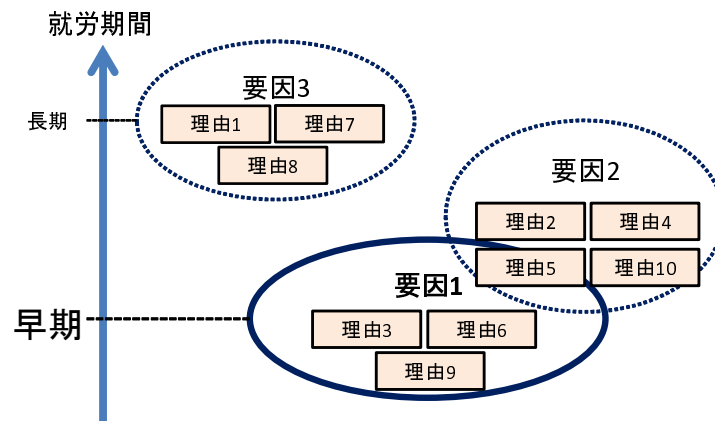 就労期間
要因3
長期
理由1
理由7
理由8
要因2
理由2
理由4
理由5
理由10
要因1
早期
理由3
理由6
理由9